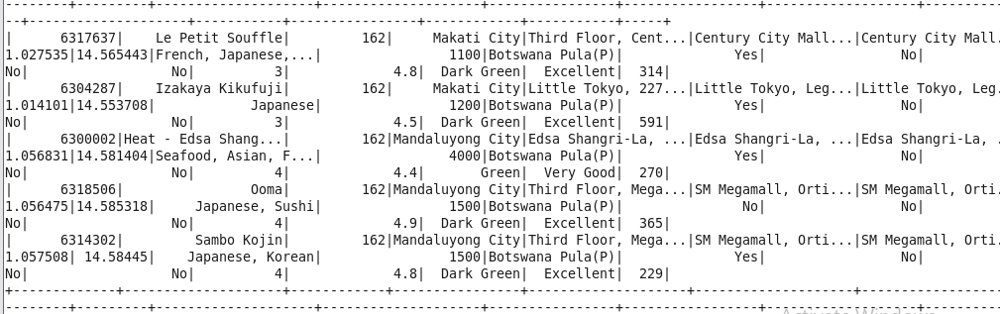 --------+---------+----------------+-----------+------------+------------+-----------------+------------------+------
--+--------------------+-----------+----------------+------------+-----------+-----+
| 6317637| Le Petit Souffle| 162| Makati City|Third Floor, Cent...|Century City Mall...|Century City Mall.
1.027535|14.565443|French, Japanese,...| 1100|Botswana Pula(P)| Yes| No|
No| No| 3| 4.8| Dark Green| Excellent| 314|
| 6304287| Izakaya Kikufuji| 162| Makati City|Little Tokyo, 227...|Little Tokyo, Leg...|Little Tokyo, Leg.
1.014101|14.553708| Japanese| 1200|Botswana Pula(P)| Yes| No|
No| No| 3| 4.5| Dark Green| Excellent| 591|
| 6300002|Heat - Edsa Shang...| 162|Mandaluyong City|Edsa Shangri-La, ...|Edsa Shangri-La, ...|Edsa Shangri-La, .
1.056831|14.581404|Seafood, Asian, F...| 4000|Botswana Pula(P)| Yes| No|
No| No| 4| 4.4| Green| Very Good| 270|
| 6318506| Ooma| 162|Mandaluyong City|Third Floor, Mega...|SM Megamall, Orti...|SM Megamall, Orti.
1.056475|14.585318| Japanese, Sushi| 1500|Botswana Pula(P)| No| No|
No| No| 4| 4.9| Dark Green| Excellent| 365|
| 6314302| Sambo Kojin| 162|Mandaluyong City|Third Floor, Mega...|SM Megamall, Orti...|SM Megamall, Orti.
1.057508| 14.58445| Japanese, Korean| 1500|Botswana Pula(P)| Yes| No|
No| No| 4| 4.8| Dark Green| Excellent| 229|
+-------------+--------------------+------------+----------------+--------------------+--------------------+-----------------
--------+---------+--------------------+--------------------+----------------+-----------------+------------------+------